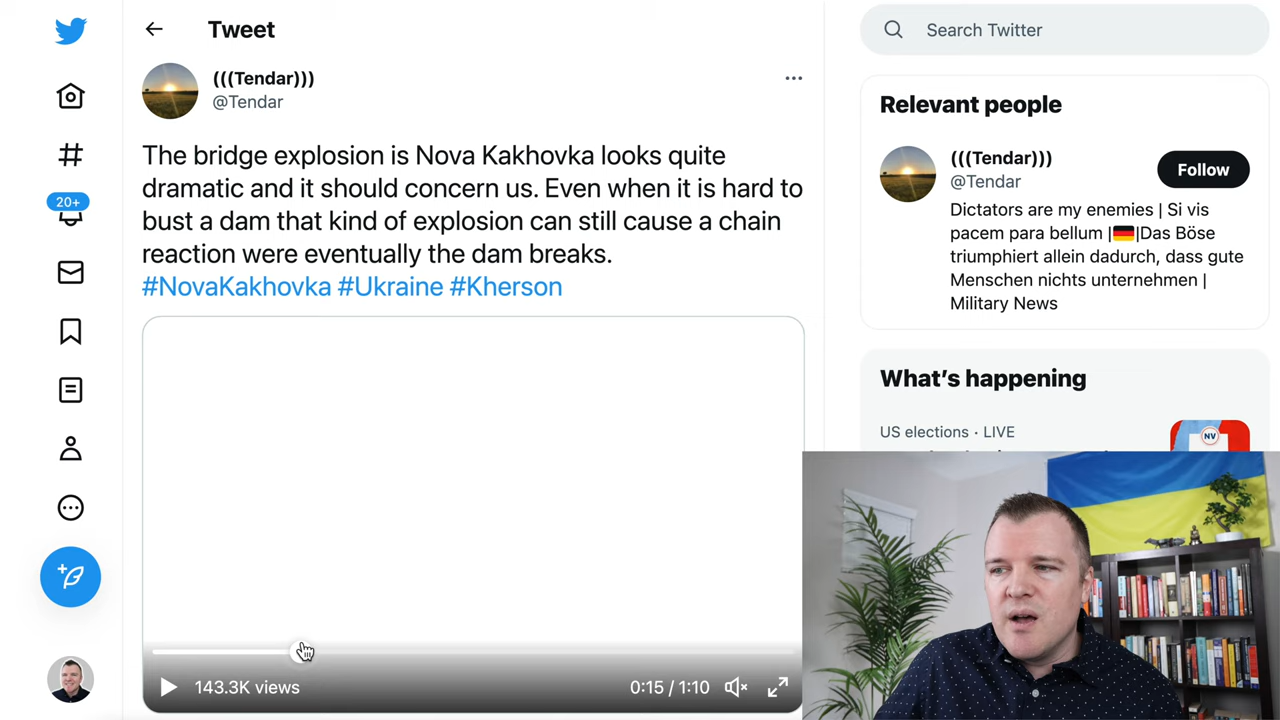 Tweet
(((Tendar)))
@Tendar
The bridge explosion is Nova Kakhovka looks quite
dramatic and it should concern us. Even when it is hard to
bust a dam that kind of explosion can still cause a chain
reaction were eventually the dam breaks.
#NovaKakhovka #Ukraine #Kherson
20+
143.3K views
0:15 / 1:10
Search Twitter
Relevant people
(((Tendar)))
@Tendar
Follow
Dictators are my enemies | Si vis
pacem para bellum |🇩🇪|Das Böse
triumphiert allein dadurch, dass gute
Menschen nichts unternehmen |
Military News
What’s happening
US elections · LIVE
NV